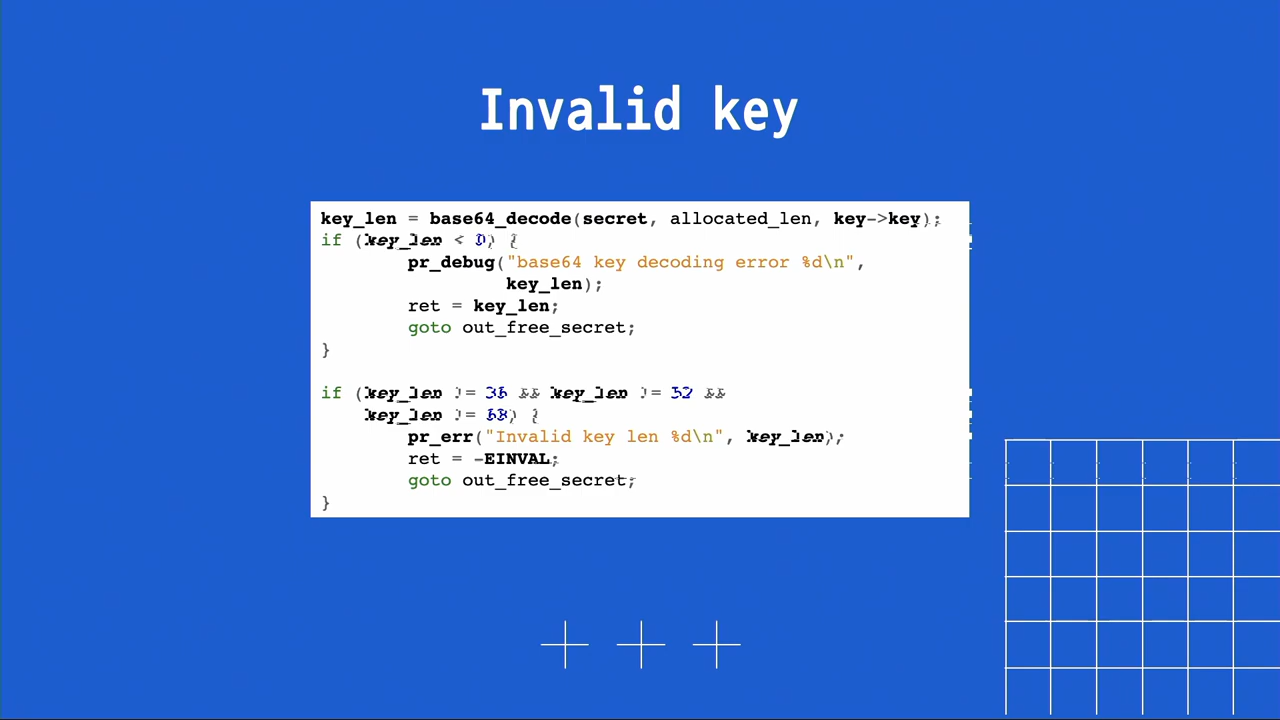 Invalid key
key_len = base64_decode(secret, allocated_len, key->key);
if (key_len < 0) {
pr_debug("base64 key decoding error %d\n",
key_len);
ret = key_len;
goto out_free_secret;
}
if (key_len != 36 && key_len != 52 &&
key_len != 68) {
pr_err("Invalid key len %d\n", key_len);
ret = -EINVAL;
goto out_free_secret;
}